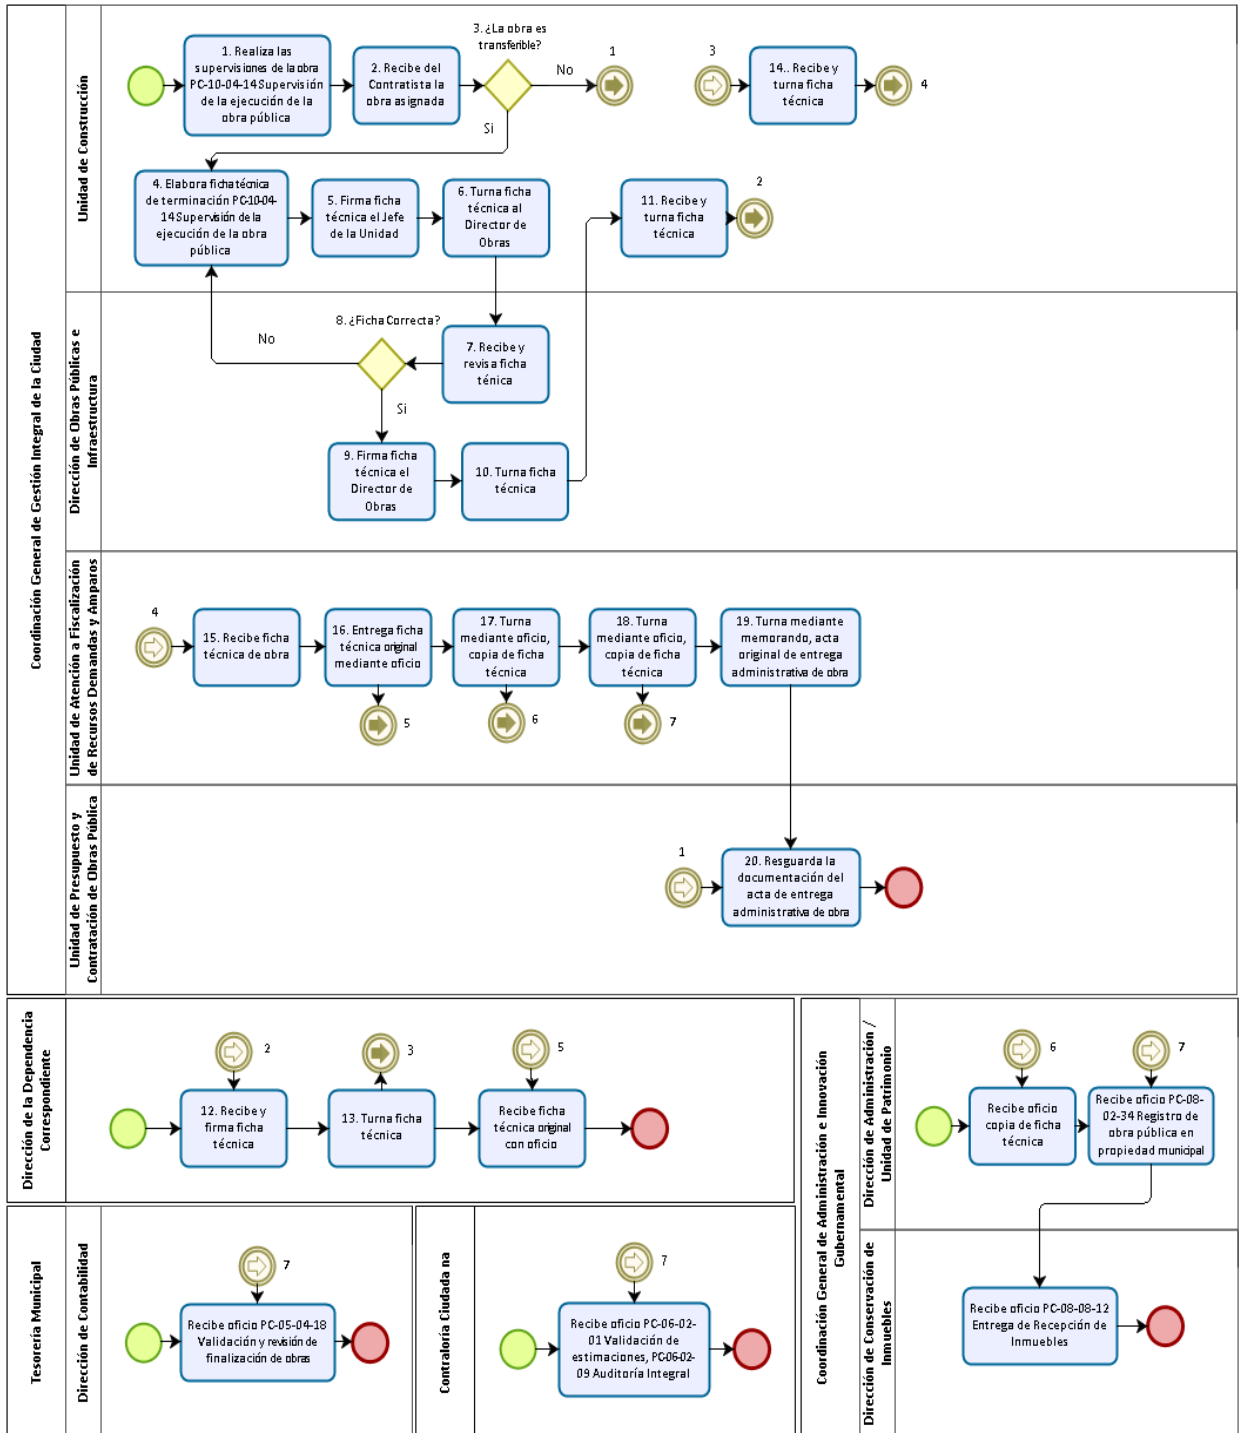 Coordinación General de Gestión Integral de la Ciudad
Unidad de Construcción
1. Realiza las
supervisiones de la obra
PC-10-04-14 Supervisión
de la ejecución de la
obra pública
2. Recibe del
Contratista la
obra asignada
3. ¿La obra es
transferible?
No
Si
1
3
14.. Recibe y
turna ficha
técnica
4
4. Elabora ficha técnica
de terminación PC-10-04-
14 Supervisión de la
ejecución de la obra
pública
5. Firma ficha
técnica el Jefe
de la Unidad
6. Turna ficha
técnica al
Director de
Obras
11. Recibe y
turna ficha
técnica
2
Dirección de Obras Públicas e
Infraestructura
8. ¿Ficha Correcta?
No
Si
7. Recibe y
revisa ficha
ténica
9. Firma ficha
técnica el
Director de
Obras
10. Turna ficha
técnica
Unidad de Atención a Fiscalización
de Recursos Demandas y Amparos
4
15. Recibe ficha
técnica de obra
16. Entrega ficha
técnica original
mediante oficio
17. Turna
mediante oficio,
copia de ficha
técnica
18. Turna
mediante oficio,
copia de ficha
técnica
19. Turna mediante
memorando, acta
original de entrega
administrativa de obra
5
6
7
Unidad de Presupuesto y
Contratación de Obras Pública
1
20. Resguarda la
documentación del
acta de entrega
administrativa de obra
Dirección de la Dependencia
Correspondiente
2
3
5
12. Recibe y
firma ficha
técnica
13. Turna ficha
técnica
Recibe ficha
técnica original
con oficio
Coordinación General de Administración e Innovación
Gubernamental
Dirección de Administración /
Unidad de Patrimonio
6
7
Recibe oficio
copia de ficha
técnica
Recibe oficio PC-08-
02-34 Registro de
obra pública en
propiedad municipal
Dirección de Conservación de
Inmuebles
Recibe oficio PC-08-08-12
Entrega de Recepción de
Inmuebles
Tesorería Municipal
Dirección de Contabilidad
7
Recibe oficio PC-05-04-18
Validación y revisión de
finalización de obras
Contraloría Ciudada na
7
Recibe oficio PC-06-02-
01 Validación de
estimaciones, PC-06-02-
09 Auditoría Integral